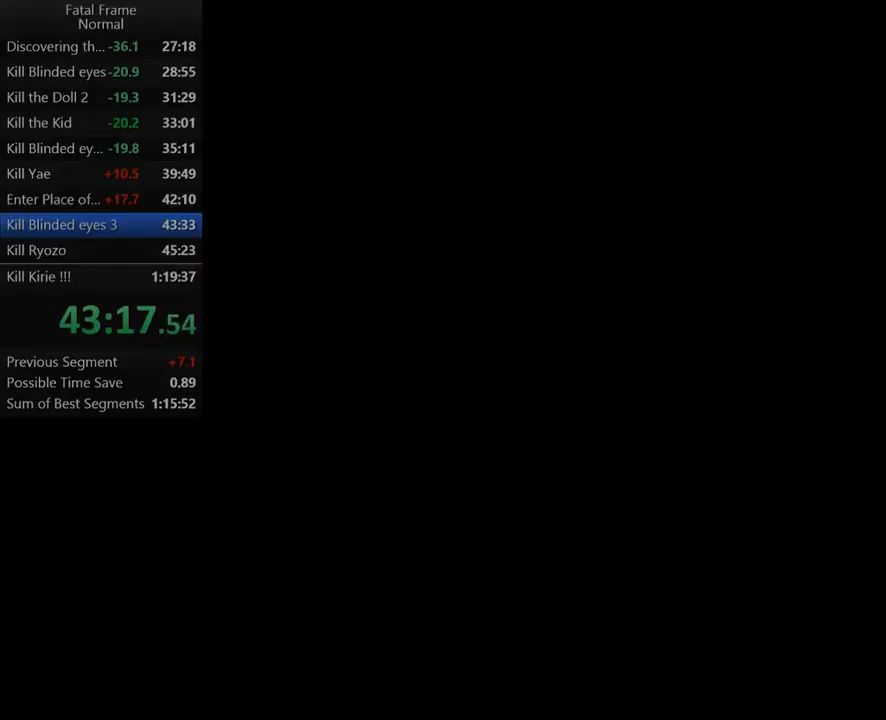 Fatal Frame
Normal
Discovering th... -36.1 27:18
Kill Blinded eyes -20.9 28:55
Kill the Doll 2 -19.3 31:29
Kill the Kid -20.2 33:01
Kill Blinded ey... -19.8 35:11
Kill Yae +10.5 39:49
Enter Place of... +17.7 42:10
Kill Blinded eyes 3 43:33
Kill Ryozo 45:23
Kill Kirie !!! 1:19:37
43:17.54
Previous Segment +7.1
Possible Time Save 0.89
Sum of Best Segments 1:15:52